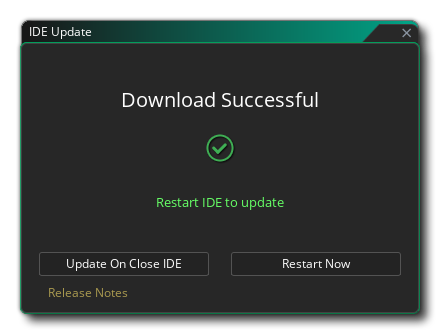 IDE Update
Download Successful
Restart IDE to update
Update On Close IDE
Restart Now
Release Notes